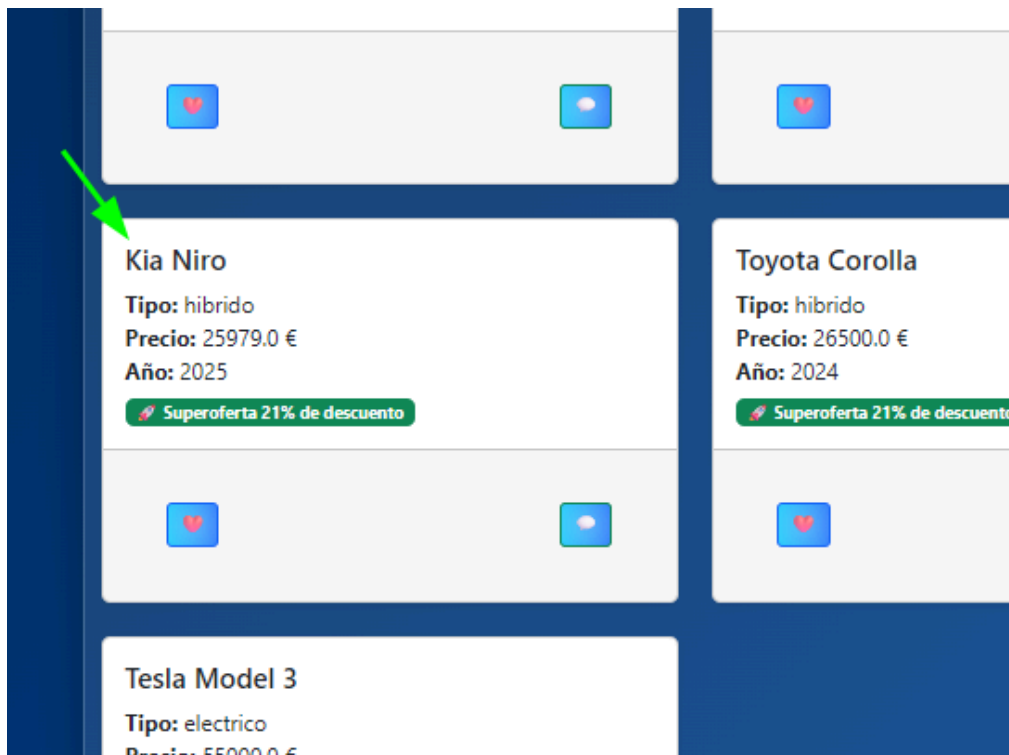 Kia Niro
Tipo: hibrido
Precio: 25979.0 €
Año: 2025
🚀 Superoferta 21% de descuento
Toyota Corolla
Tipo: hibrido
Precio: 26500.0 €
Año: 2024
🚀 Superoferta 21% de descuento
Tesla Model 3
Tipo: electrico